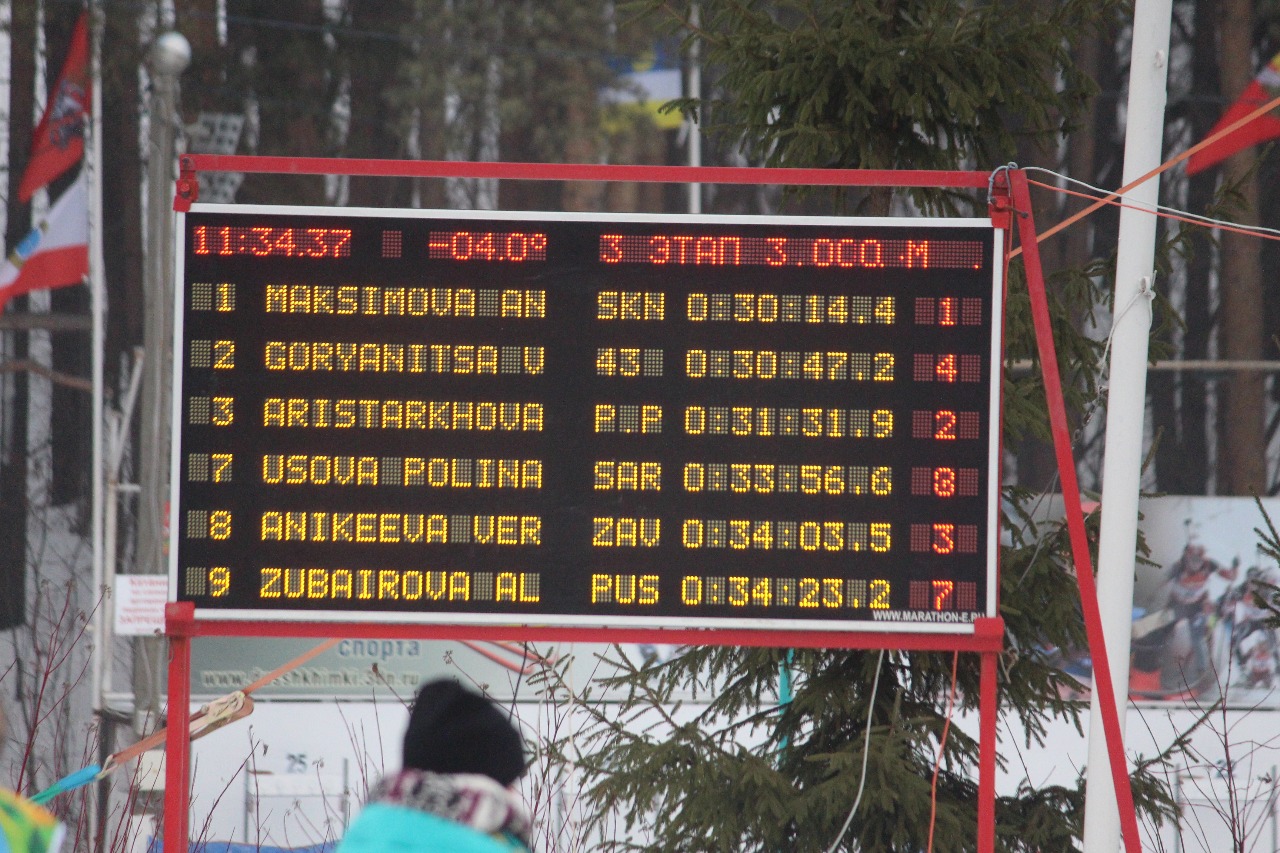 11:34.37 -04.0° 3 ЭТАП 3.OCQ.M .
1 MAKSIMOVA AN SKN 0:30:14.4 1
2 GORYANITSA V 43 0:30:47.2 4
3 ARISTARKHOVA P.P 0:31:31.9 2
7 USOVA POLINA SAR 0:33:56.6 0
8 ANIKEEVA VER ZAV 0:34:03.5 3
9 ZUBAIROVA AL PUS 0:34:23.2 7
WWW.MARATHON-E.RU
спорта
25